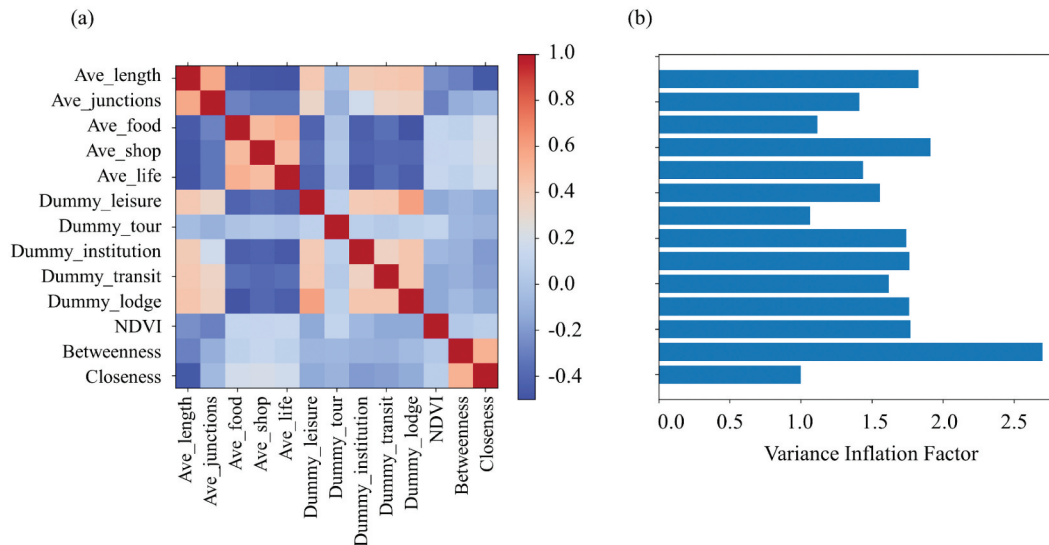 (a)
Ave_length
Ave_junctions
Ave_food
Ave_shop
Ave_life
Dummy_leisure
Dummy_tour
Dummy_institution
Dummy_transit
Dummy_lodge
NDVI
Betweenness
Closeness
Ave_length
Ave_junctions
Ave_food
Ave_shop
Ave_life
Dummy_leisure
Dummy_tour
Dummy_institution
Dummy_transit
Dummy_lodge
NDVI
Betweenness
Closeness
1.0
0.8
0.6
0.4
0.2
0.0
-0.2
-0.4
(b)
0.0 0.5 1.0 1.5 2.0 2.5
Variance Inflation Factor